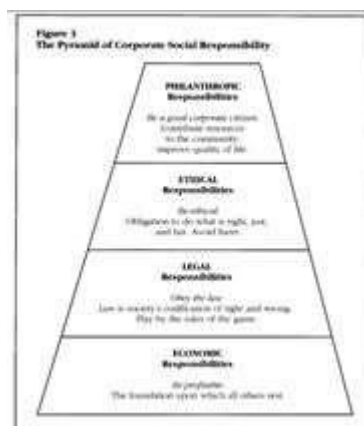 Figure 3
The Pyramid of Corporate Social Responsibility
PHILANTHROPIC
Responsibilities
Be a good corporate citizen.
Contribute resources
to the community;
improve quality of life.
ETHICAL
Responsibilities
Be ethical.
Obligation to do what is right, just,
and fair. Avoid harm.
LEGAL
Responsibilities
Obey the law.
Law is society's codification of right and wrong.
Play by the rules of the game.
ECONOMIC
Responsibilities
Be profitable.
The foundation upon which all others rest.